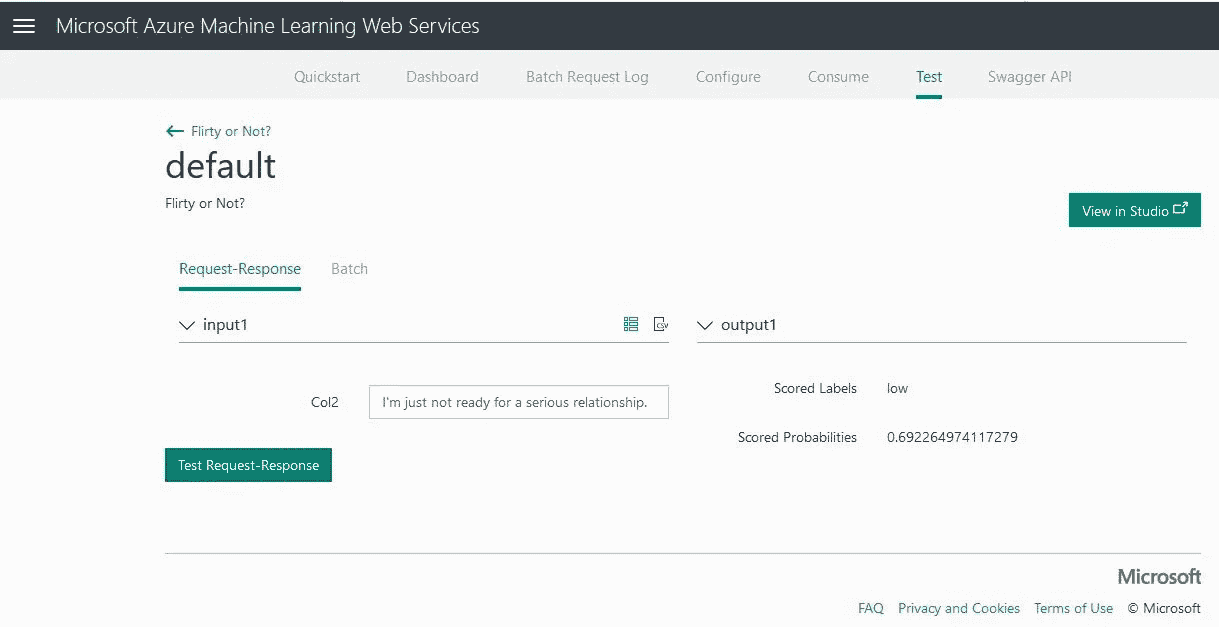 Microsoft Azure Machine Learning Web Services
Quickstart Dashboard Batch Request Log Configure Consume Test Swagger API
Flirty or Not?
default
Flirty or Not?
View in Studio
Request-Response Batch
input1 CSV output1
Scored Labels low
Col2 I'm just not ready for a serious relationship.
Scored Probabilities 0.692264974117279
Test Request-Response
Microsoft
FAQ Privacy and Cookies Terms of Use © Microsoft